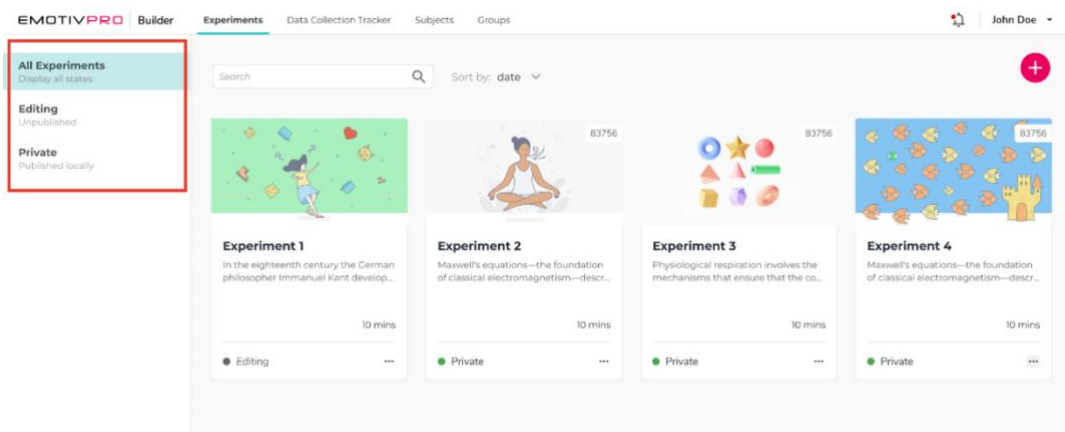 EMOTIVPRO Builder
Experiments Data Collection Tracker Subjects Groups
John Doe
All Experiments
Display all states
Editing
Unpublished
Private
Published locally
Search
Sort by: date
83756
83756
83756
Experiment 1
In the eighteenth century the German
philosopher Immanuel Kant develop...
10 mins
Editing
Experiment 2
Maxwell's equations—the foundation
of classical electromagnetism—descr...
10 mins
Private
Experiment 3
Physiological respiration involves the
mechanisms that ensure that the co...
10 mins
Private
Experiment 4
Maxwell's equations—the foundation
of classical electromagnetism—descr...
10 mins
Private